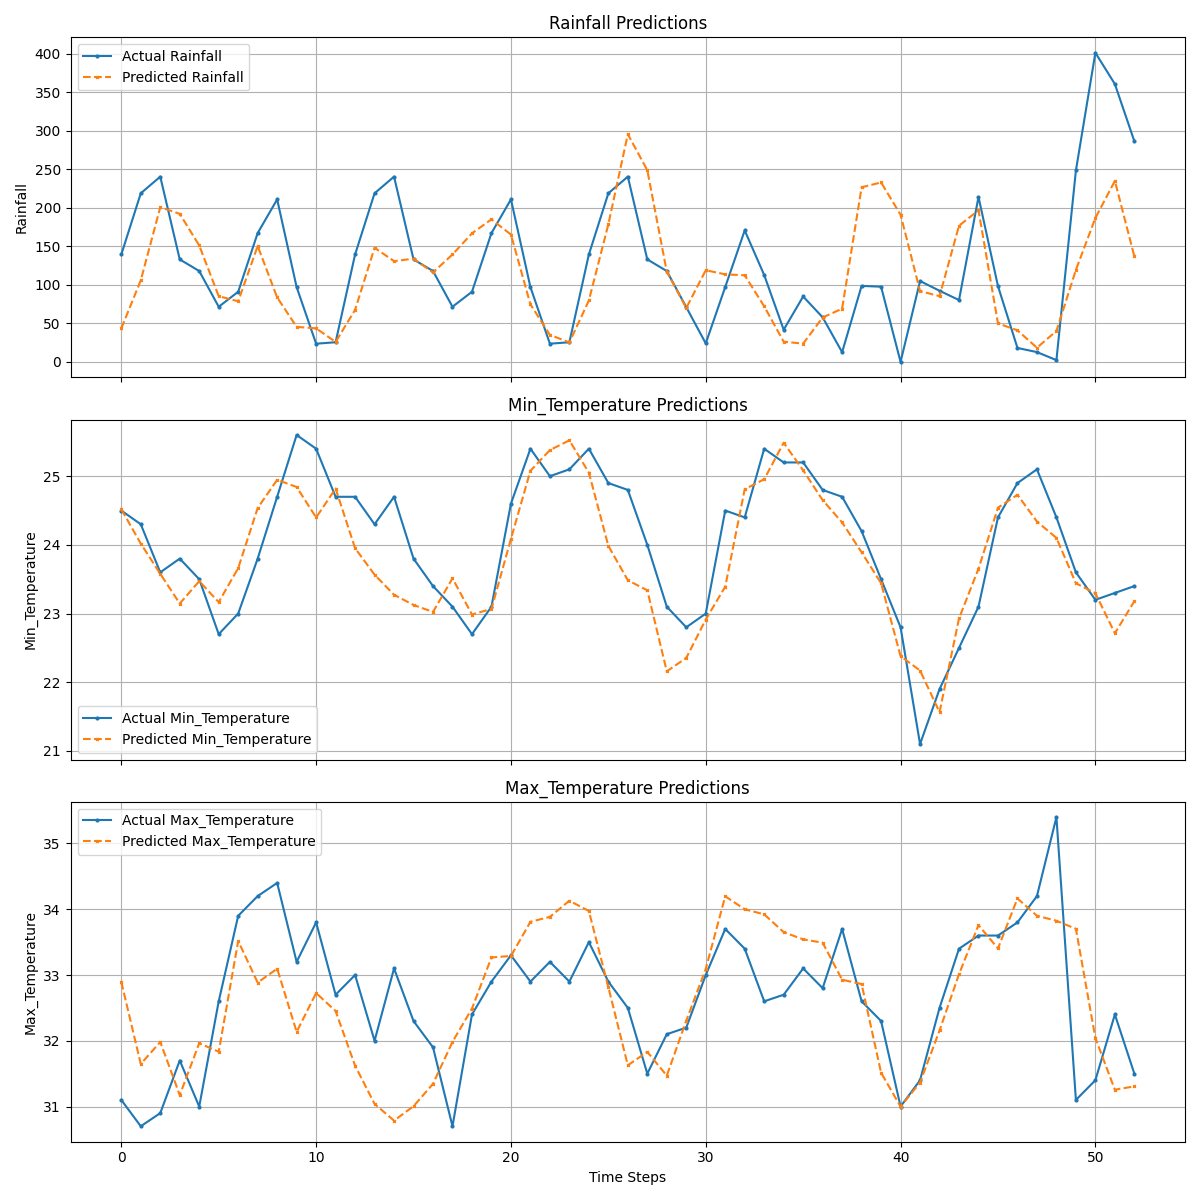 Rainfall Predictions
Actual Rainfall
Predicted Rainfall
Rainfall
400
350
300
250
200
150
100
50
0
Min_Temperature Predictions
Min_Temperature
25
24
23
22
21
Actual Min_Temperature
Predicted Min_Temperature
Max_Temperature Predictions
Actual Max_Temperature
Predicted Max_Temperature
Max_Temperature
35
34
33
32
31
0 10 20 30 40 50
Time Steps